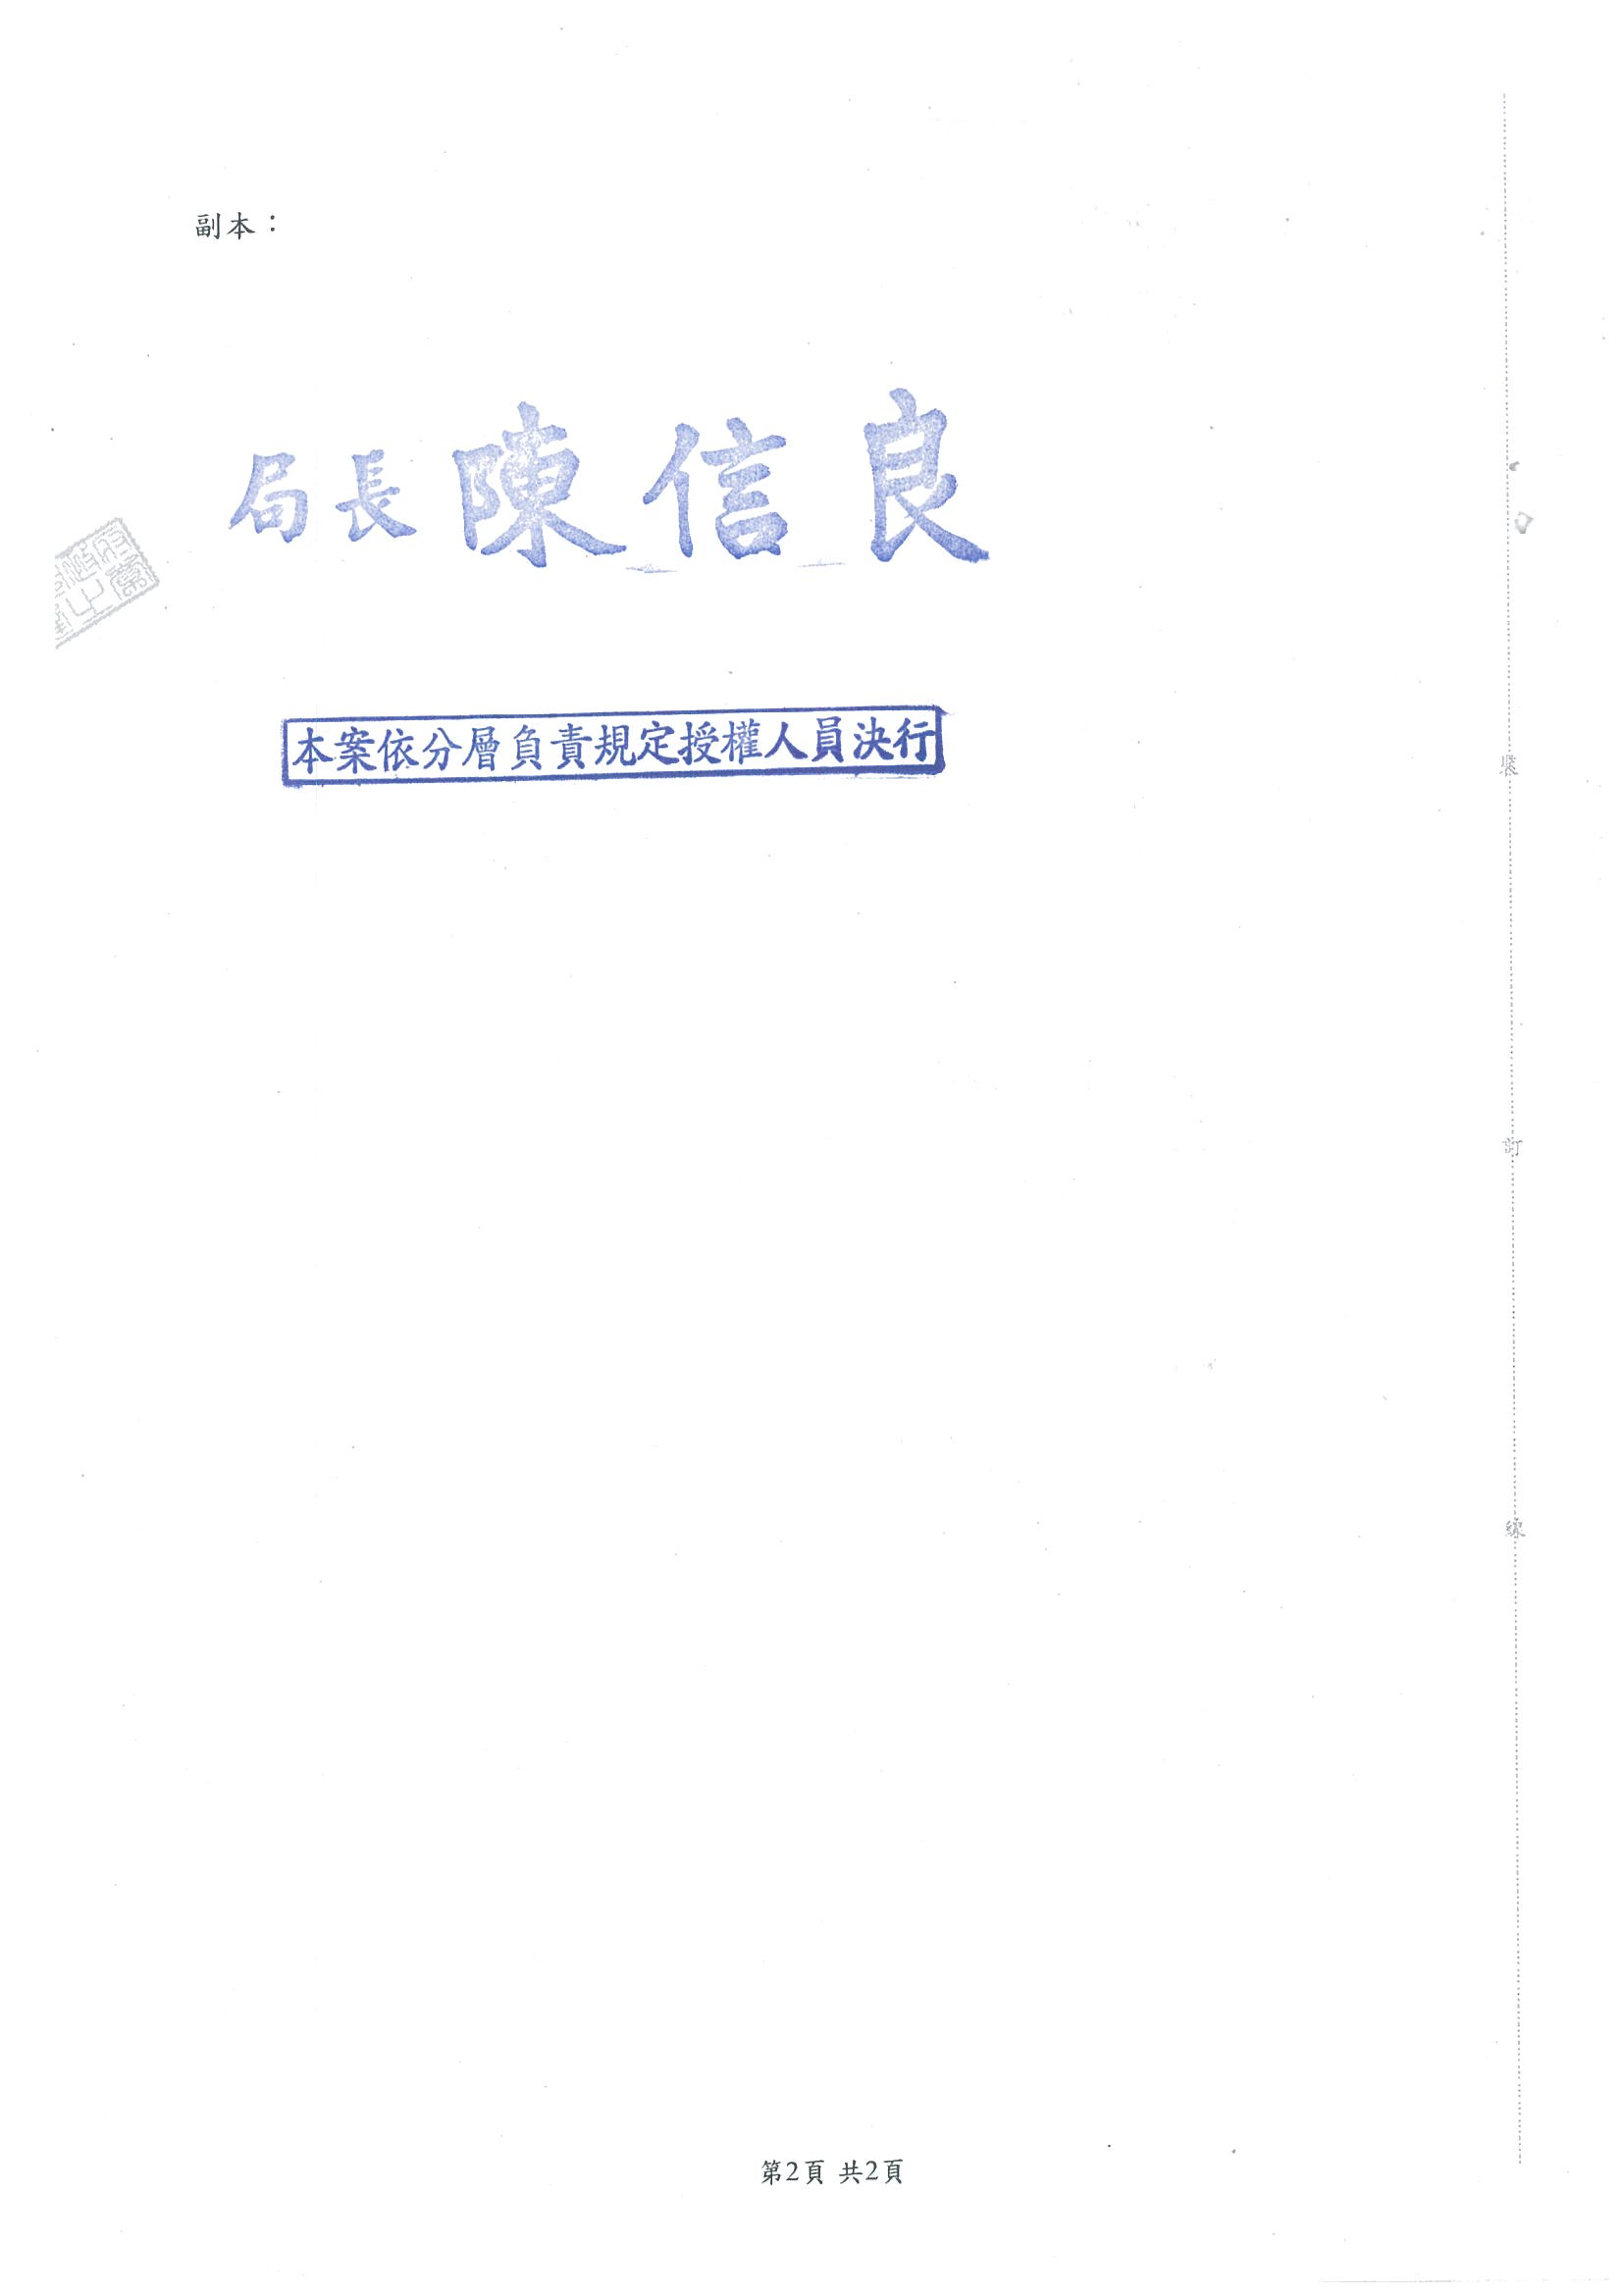 副本：
局長陳信良
本案依分層負責規定授權人員決行
裝
訂
線
第2頁 共2頁